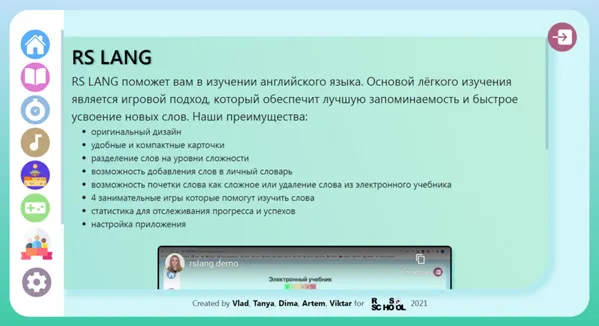 RS LANG
RS LANG поможет вам в изучении английского языка. Основой лёгкого изучения
является игровой подход, который обеспечит лучшую запоминаемость и быстрое
усвоение новых слов. Наши преимущества:
оригинальный дизайн
удобные и компактные карточки
разделение слов на уровни сложности
возможность добавления слов в личный словарь
возможность почетки слова как сложное или удаление слова из электронного учебника
4 занимательные игры которые помогут изучить слова
статистика для отслеживания прогресса и успехов
настройка приложения
rslang demo
Электронный учебник
Created by Vlad, Tanya, Dima, Artem, Viktar for RS SCHOOL 2021